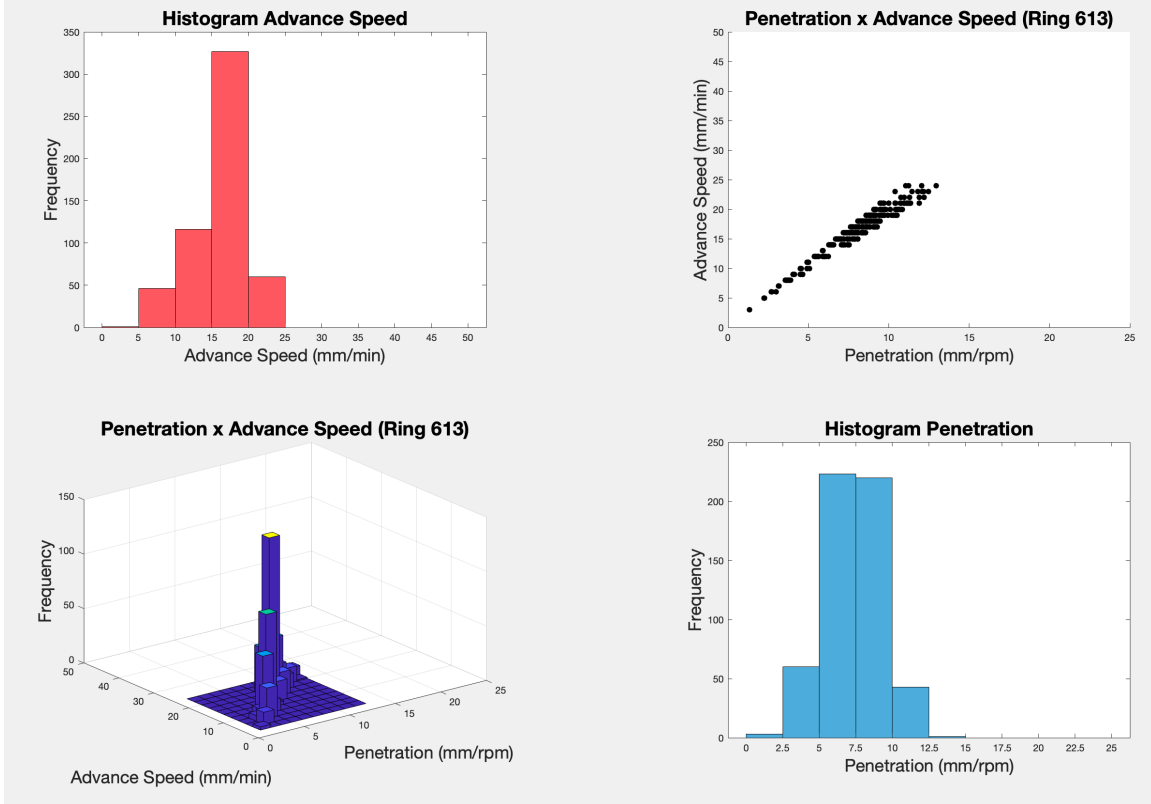 Histogram Advance Speed
350
300
250
200
150
100
50
0
Frequency
0 5 10 15 20 25 30 35 40 45 50
Advance Speed (mm/min)
Penetration x Advance Speed (Ring 613)
50
45
40
35
30
25
20
15
10
5
0
Advance Speed (mm/min)
0 5 10 15 20 25
Penetration (mm/rpm)
Penetration x Advance Speed (Ring 613)
150
100
50
0
Frequency
50
40
30
20
10
0
Advance Speed (mm/min)
0
5
10
15
20
25
Penetration (mm/rpm)
Histogram Penetration
250
200
150
100
50
0
Frequency
0 2.5 5 7.5 10 12.5 15 17.5 20 22.5 25
Penetration (mm/rpm)